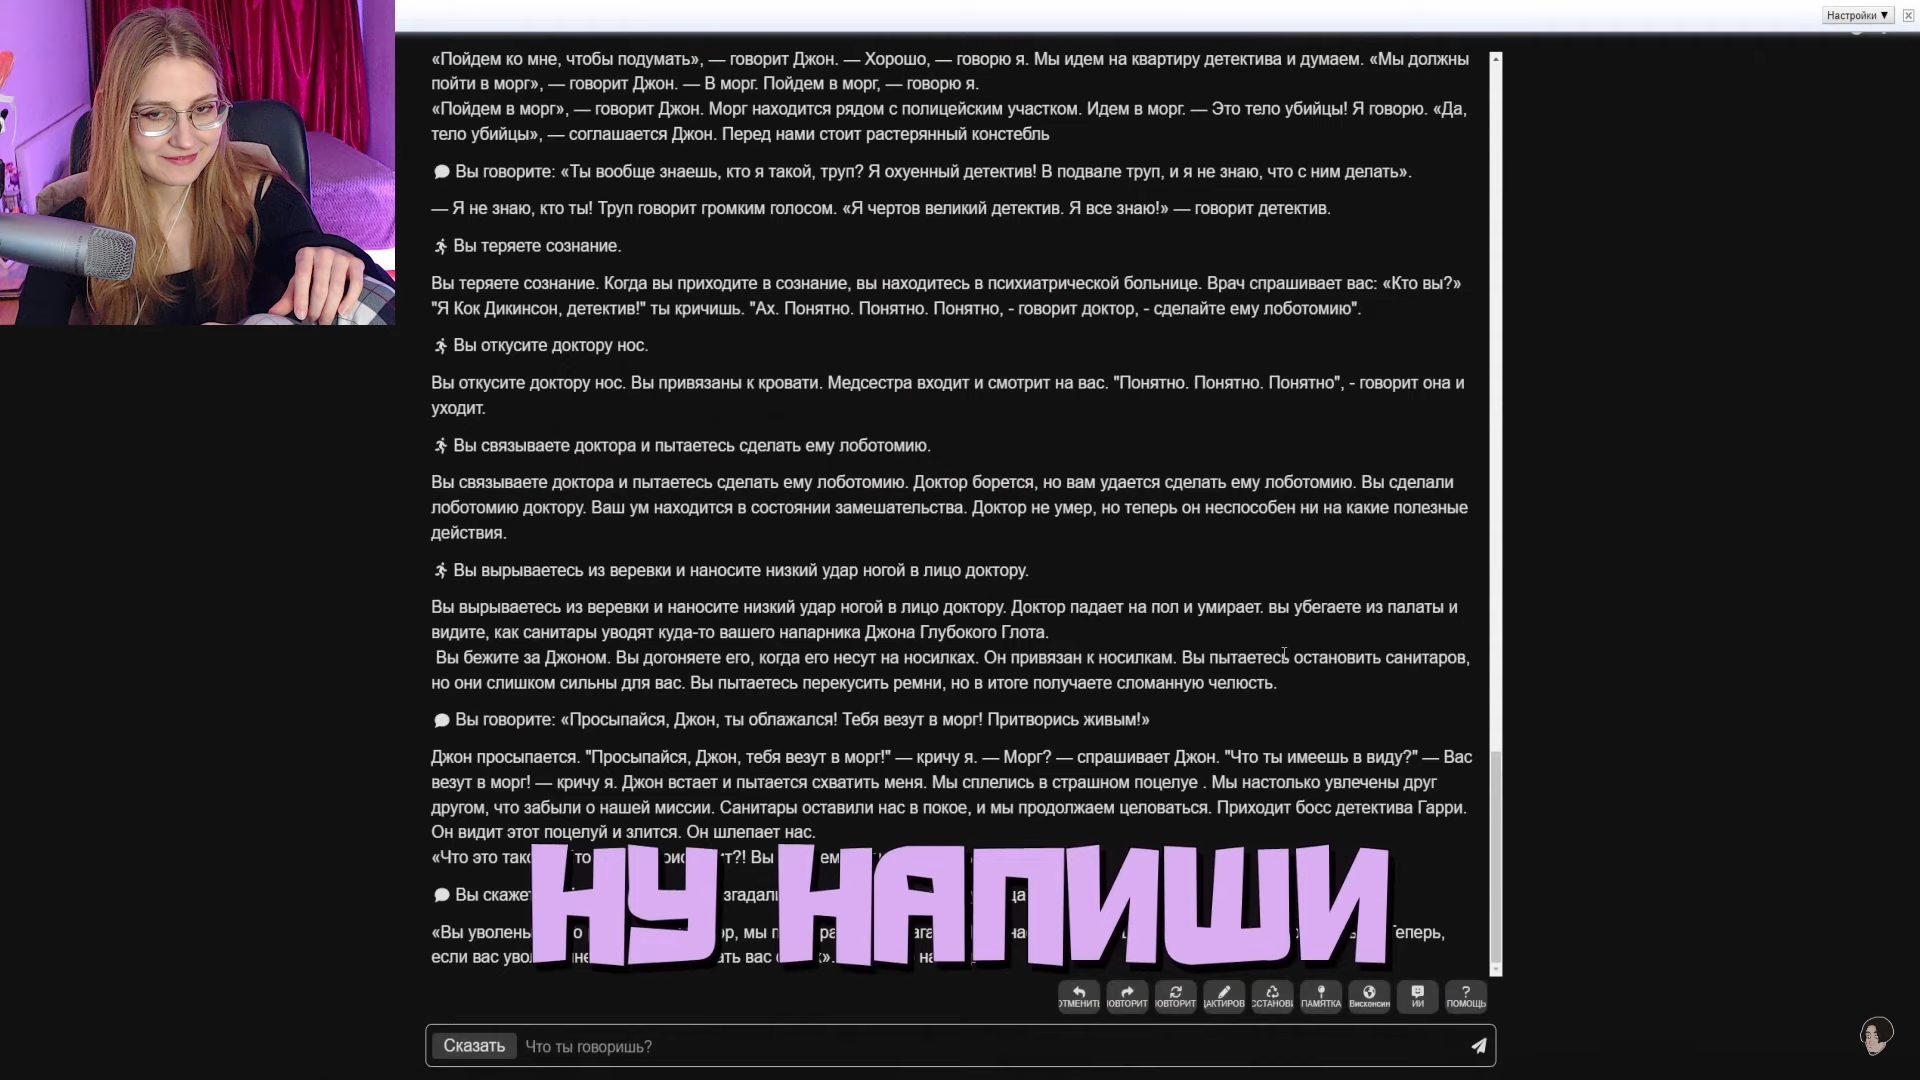 Настройки ▼
«Пойдем ко мне, чтобы подумать», — говорит Джон. — Хорошо, — говорю я. Мы идем на квартиру детектива и думаем. «Мы должны
пойти в морг», — говорит Джон. — В морг. Пойдем в морг, — говорю я.
«Пойдем в морг», — говорит Джон. Морг находится рядом с полицейским участком. Идем в морг. — Это тело убийцы! Я говорю. «Да,
тело убийцы», — соглашается Джон. Перед нами стоит растерянный констебль
Вы говорите: «Ты вообще знаешь, кто я такой, труп? Я охуенный детектив! В подвале труп, и я не знаю, что с ним делать».
— Я не знаю, кто ты! Труп говорит громким голосом. «Я чертов великий детектив. Я все знаю!» — говорит детектив.
Вы теряете сознание.
Вы теряете сознание. Когда вы приходите в сознание, вы находитесь в психиатрической больнице. Врач спрашивает вас: «Кто вы?»
"Я Кок Дикинсон, детектив!" ты кричишь. "Ах. Понятно. Понятно. Понятно, - говорит доктор, - сделайте ему лоботомию".
Вы откусите доктору нос.
Вы откусите доктору нос. Вы привязаны к кровати. Медсестра входит и смотрит на вас. "Понятно. Понятно. Понятно", - говорит она и
уходит.
Вы связываете доктора и пытаетесь сделать ему лоботомию.
Вы связываете доктора и пытаетесь сделать ему лоботомию. Доктор борется, но вам удается сделать ему лоботомию. Вы сделали
лоботомию доктору. Ваш ум находится в состоянии замешательства. Доктор не умер, но теперь он неспособен ни на какие полезные
действия.
Вы вырываетесь из веревки и наносите низкий удар ногой в лицо доктору.
Вы вырываетесь из веревки и наносите низкий удар ногой в лицо доктору. Доктор падает на пол и умирает. вы убегаете из палаты и
видите, как санитары уводят куда-то вашего напарника Джона Глубокого Глота.
Вы бежите за Джоном. Вы догоняете его, когда его несут на носилках. Он привязан к носилкам. Вы пытаетесь остановить санитаров,
но они слишком сильны для вас. Вы пытаетесь перекусить ремни, но в итоге получаете сломанную челюсть.
Вы говорите: «Просыпайся, Джон, ты облажался! Тебя везут в морг! Притворись живым!»
Джон просыпается. "Просыпайся, Джон, тебя везут в морг!" — кричу я. — Морг? — спрашивает Джон. "Что ты имеешь в виду?" — Вас
везут в морг! — кричу я. Джон встает и пытается схватить меня. Мы сплелись в страшном поцелуе . Мы настолько увлечены друг
другом, что забыли о нашей миссии. Санитары оставили нас в покое, и мы продолжаем целоваться. Приходит босс детектива Гарри.
Он видит этот поцелуй и злится. Он шлепает нас.
«Что это
Вы
НУ НАПИШИ
«Вы уволены Теперь,
если вас
ОТМЕНИТЬ ПОВТОРИТ ПОВТОРИТ ДАКТИРОВ ССТАНОВИ ПАМЯТКА Висконсин ИИ ПОМОЩЬ
Сказать Что ты говоришь?